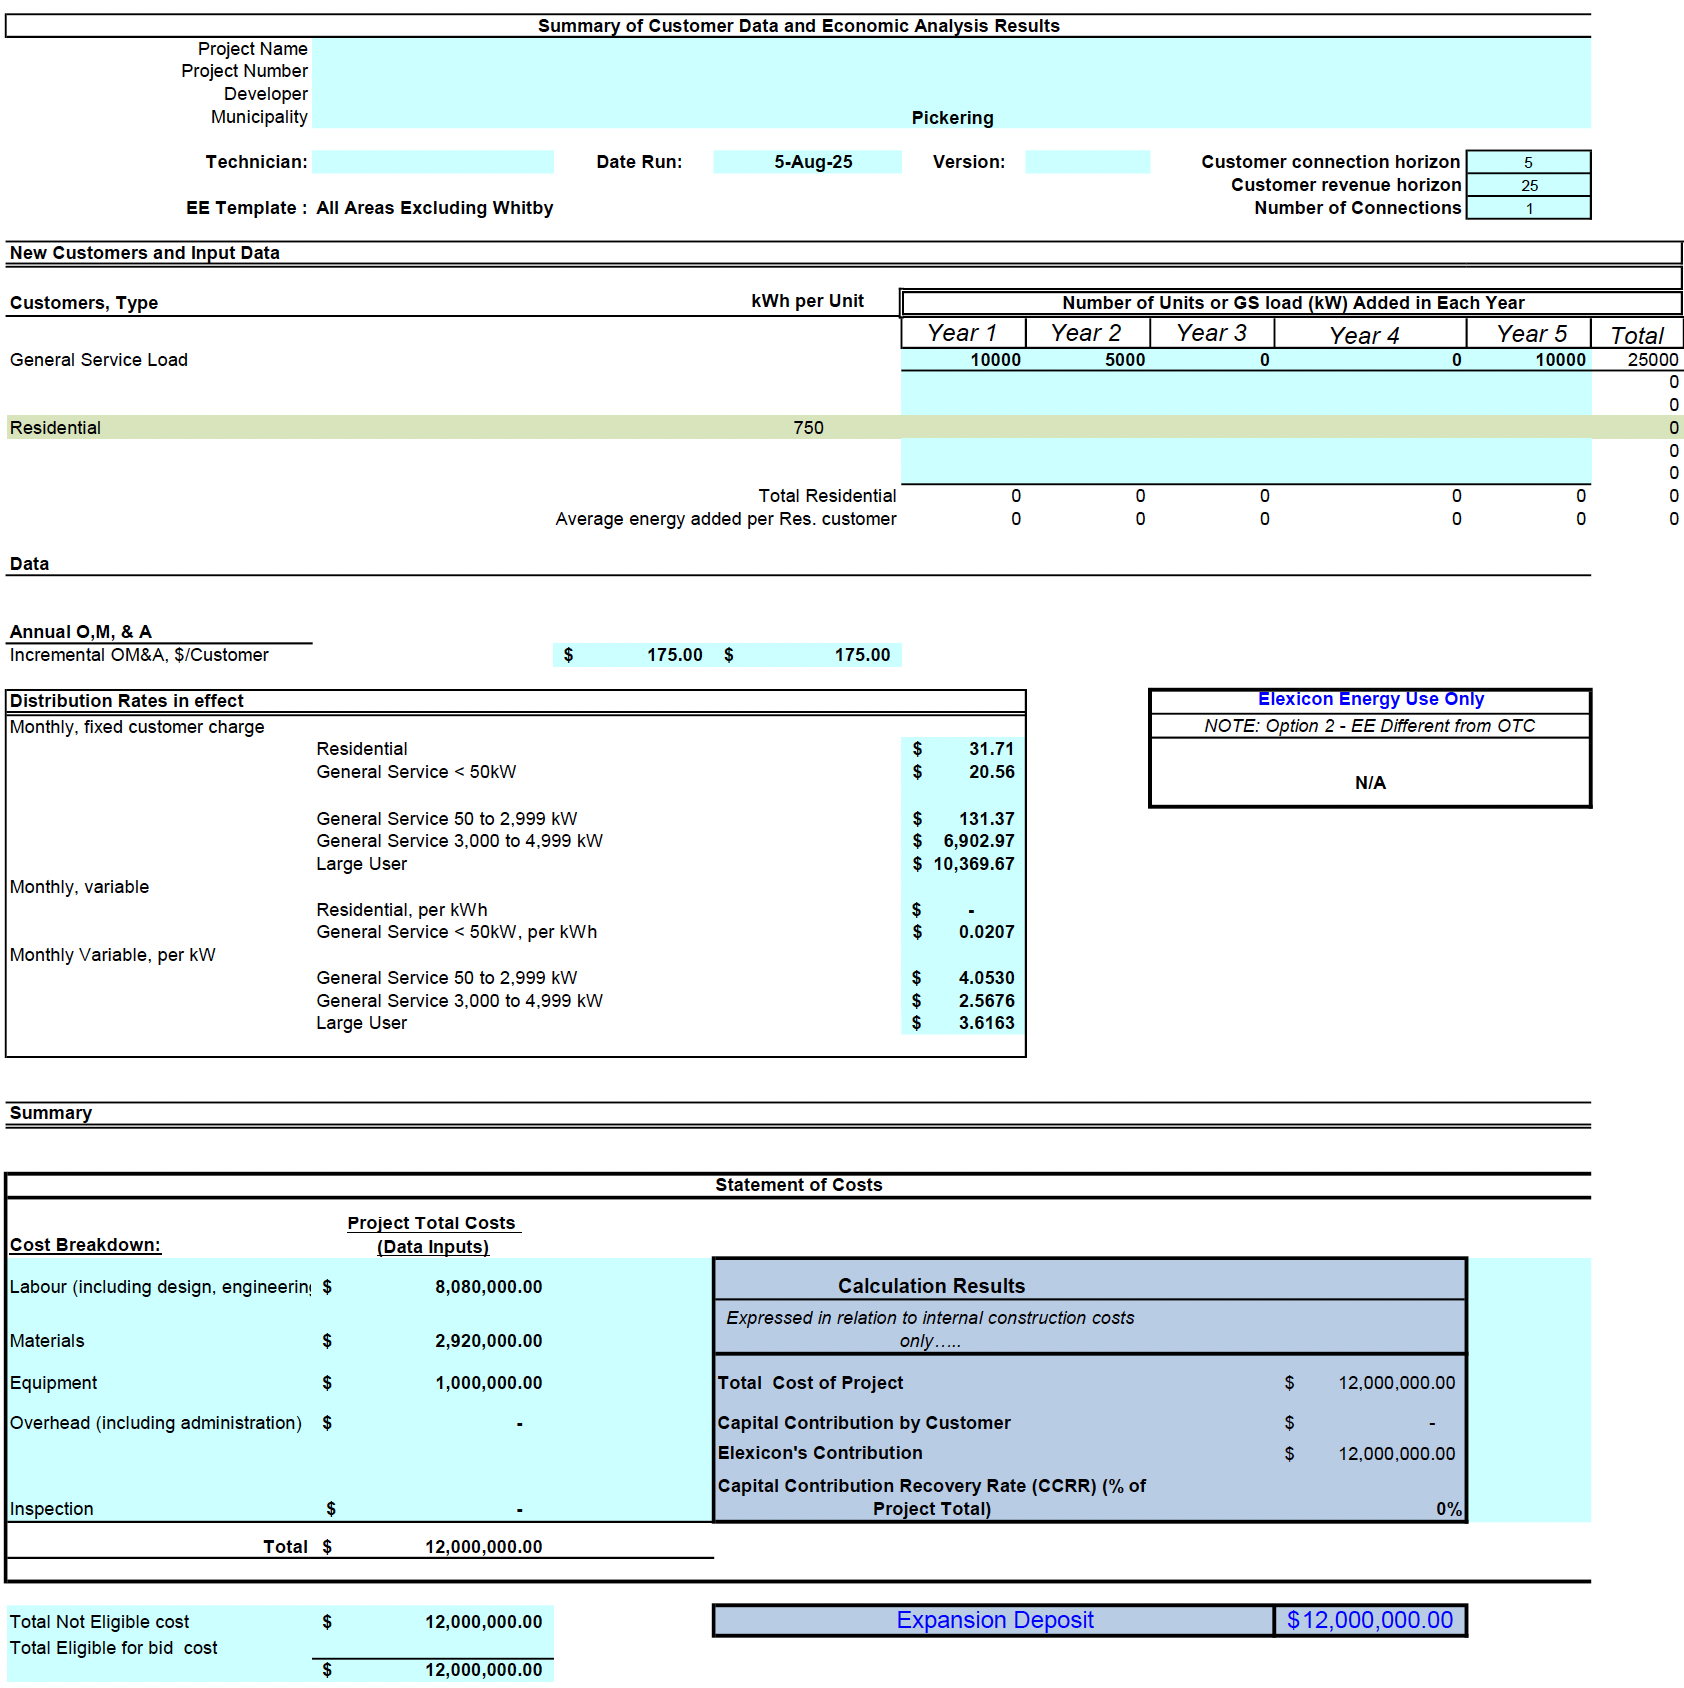 Summary of Customer Data and Economic Analysis Results
Project Name
Project Number
Developer
Municipality Pickering
Technician: Date Run: 5-Aug-25 Version: Customer connection horizon 5
Customer revenue horizon 25
EE Template : All Areas Excluding Whitby Number of Connections 1
New Customers and Input Data
Customers, Type kWh per Unit Number of Units or GS load (kW) Added in Each Year
Year 1 Year 2 Year 3 Year 4 Year 5 Total
General Service Load 10000 5000 0 0 10000 25000
0
0
Residential 750 0
0
0
Total Residential 0 0 0 0 0 0
Average energy added per Res. customer 0 0 0 0 0 0
Data
Annual O,M, & A
Incremental OM&A, $/Customer $ 175.00 $ 175.00
Distribution Rates in effect Elexicon Energy Use Only
Monthly, fixed customer charge NOTE: Option 2 - EE Different from OTC
Residential $ 31.71
General Service < 50kW $ 20.56
N/A
General Service 50 to 2,999 kW $ 131.37
General Service 3,000 to 4,999 kW $ 6,902.97
Large User $ 10,369.67
Monthly, variable
Residential, per kWh $ -
General Service < 50kW, per kWh $ 0.0207
Monthly Variable, per kW
General Service 50 to 2,999 kW $ 4.0530
General Service 3,000 to 4,999 kW $ 2.5676
Large User $ 3.6163
Summary
Statement of Costs
Project Total Costs
Cost Breakdown: (Data Inputs)
Labour (including design, engineering $ 8,080,000.00 Calculation Results
Expressed in relation to internal construction costs
only…..
Materials $ 2,920,000.00
Equipment $ 1,000,000.00 Total Cost of Project $ 12,000,000.00
Overhead (including administration) $ - Capital Contribution by Customer $ -
Elexicon's Contribution $ 12,000,000.00
Capital Contribution Recovery Rate (CCRR) (% of
Inspection $ - Project Total) 0%
Total $ 12,000,000.00
Total Not Eligible cost $ 12,000,000.00 Expansion Deposit $12,000,000.00
Total Eligible for bid cost
$ 12,000,000.00